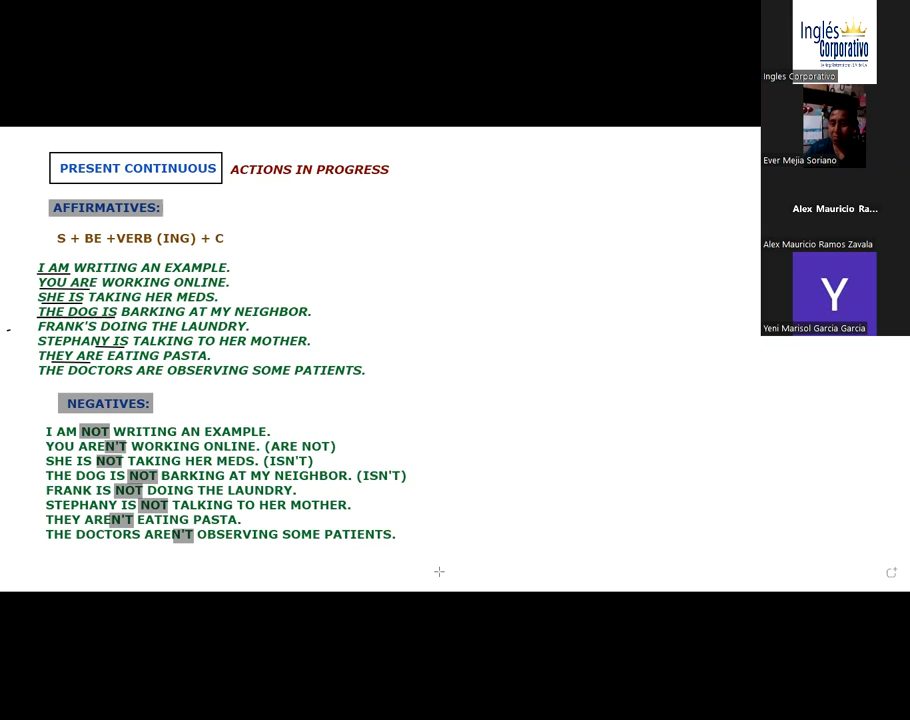 PRESENT CONTINUOUS
ACTIONS IN PROGRESS
AFFIRMATIVES:
S + BE +VERB (ING) + C
I AM WRITING AN EXAMPLE.
YOU ARE WORKING ONLINE.
SHE IS TAKING HER MEDS.
THE DOG IS BARKING AT MY NEIGHBOR.
FRANK'S DOING THE LAUNDRY.
STEPHANY IS TALKING TO HER MOTHER.
THEY ARE EATING PASTA.
THE DOCTORS ARE OBSERVING SOME PATIENTS.
NEGATIVES:
I AM NOT WRITING AN EXAMPLE.
YOU AREN'T WORKING ONLINE. (ARE NOT)
SHE IS NOT TAKING HER MEDS. (ISN'T)
THE DOG IS NOT BARKING AT MY NEIGHBOR. (ISN'T)
FRANK IS NOT DOING THE LAUNDRY.
STEPHANY IS NOT TALKING TO HER MOTHER.
THEY AREN'T EATING PASTA.
THE DOCTORS AREN'T OBSERVING SOME PATIENTS.
Inglés
Corporativo
Ingles Corporativo
Ever Mejia Soriano
Alex Mauricio Ra...
Alex Mauricio Ramos Zavala
Y
Yeni Marisol Garcia Garcia